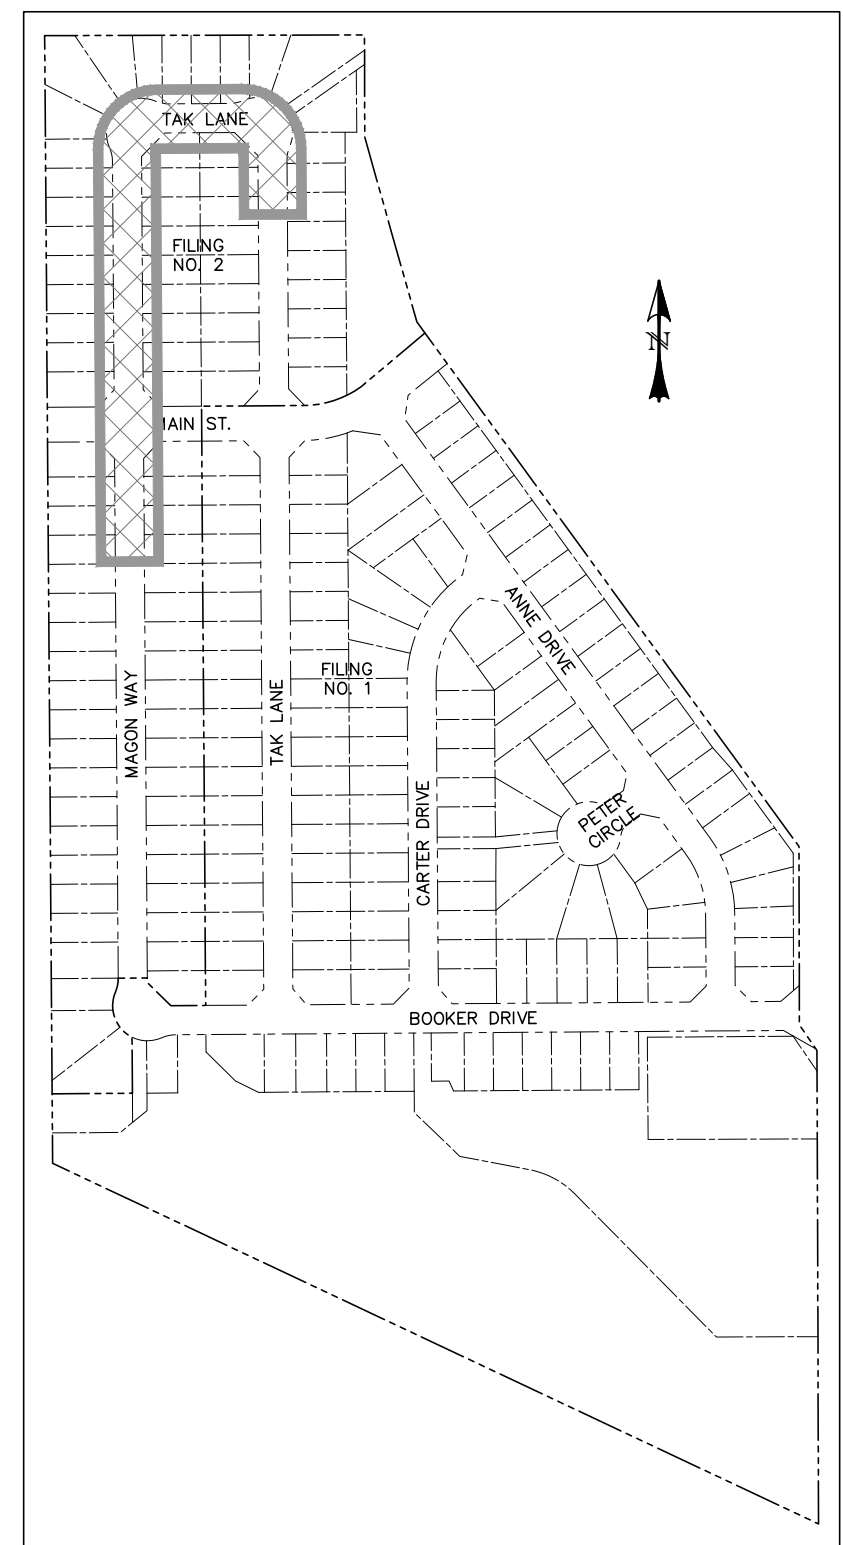 TAK LANE
FILING
NO. 2
N
MAIN ST.
ANNE DRIVE
FILING
NO. 1
MAGON WAY
TAK LANE
CARTER DRIVE
PETER
CIRCLE
BOOKER DRIVE